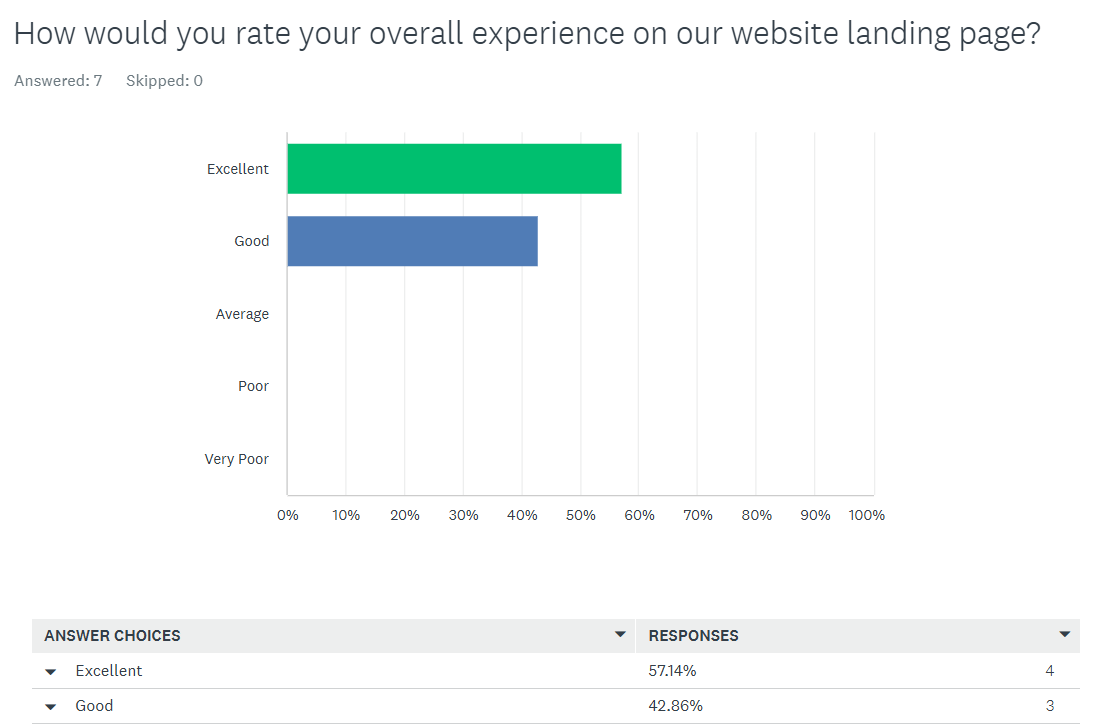 How would you rate your overall experience on our website landing page?
Answered: 7 Skipped: 0
Excellent
Good
Average
Poor
Very Poor
0% 10% 20% 30% 40% 50% 60% 70% 80% 90% 100%
ANSWER CHOICES RESPONSES
Excellent 57.14% 4
Good 42.86% 3